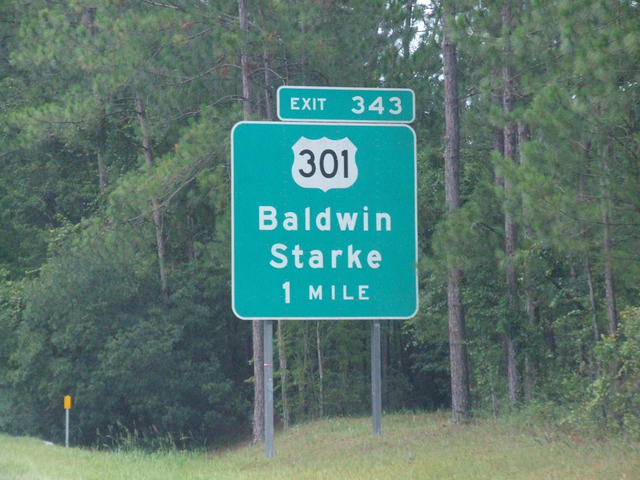 EXIT 343
301
Baldwin
Starke
1 MILE